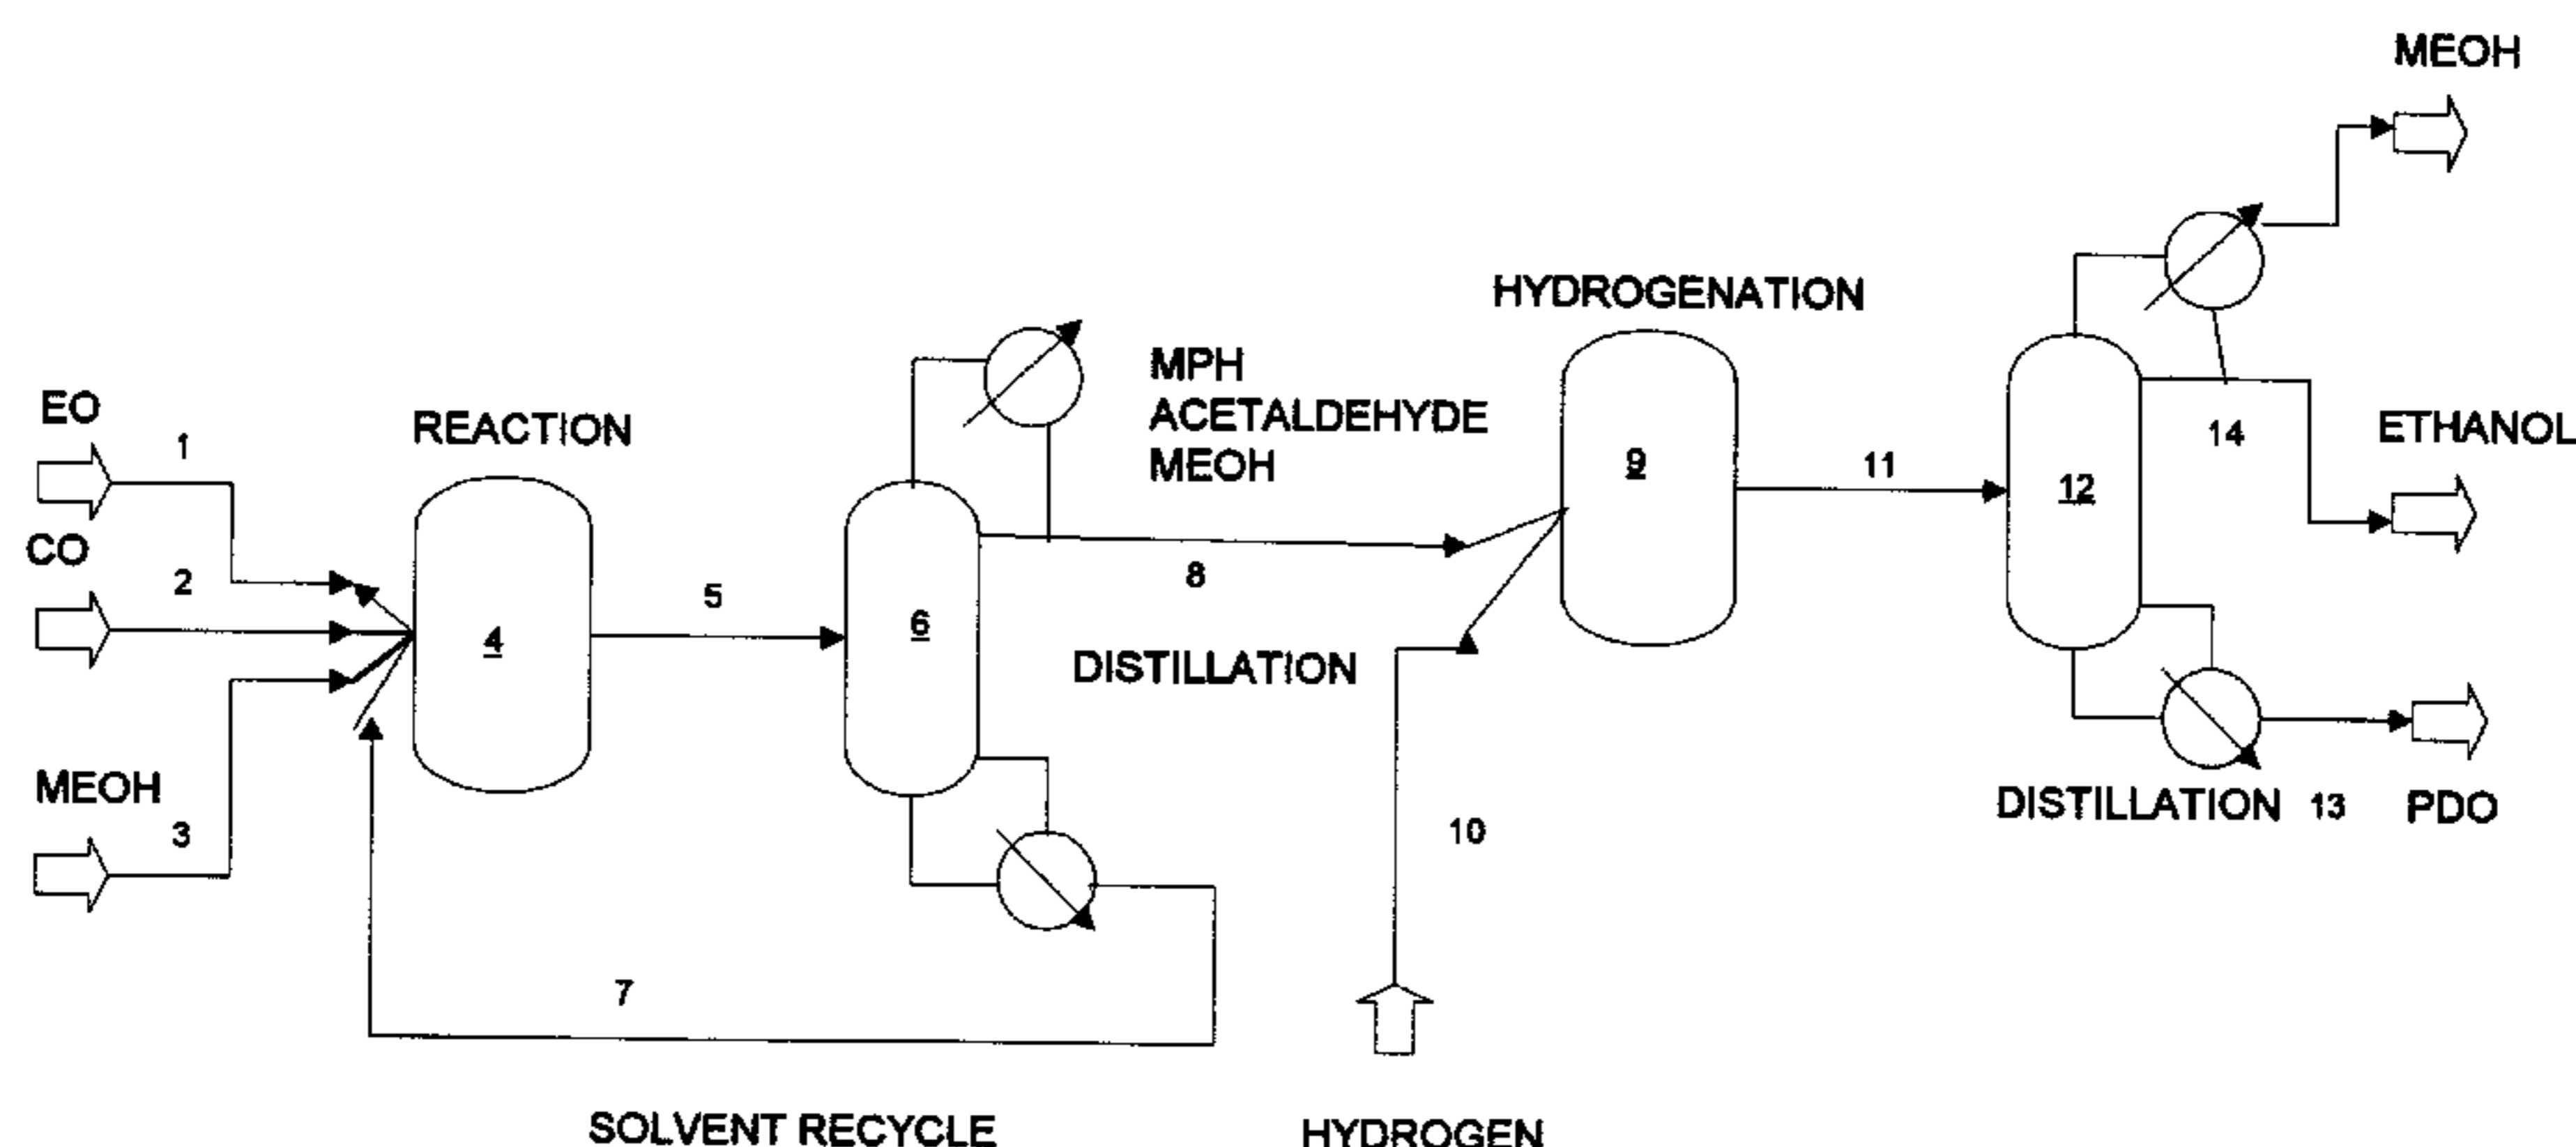 MEOH
HYDROGENATION
MPH
ACETALDEHYDE
MEOH
EO
1
REACTION
9
11
12
14
ETHANOL
CO
2
4
5
6
8
DISTILLATION
MEOH
3
10
DISTILLATION 13 PDO
7
SOLVENT RECYCLE
HYDROGEN